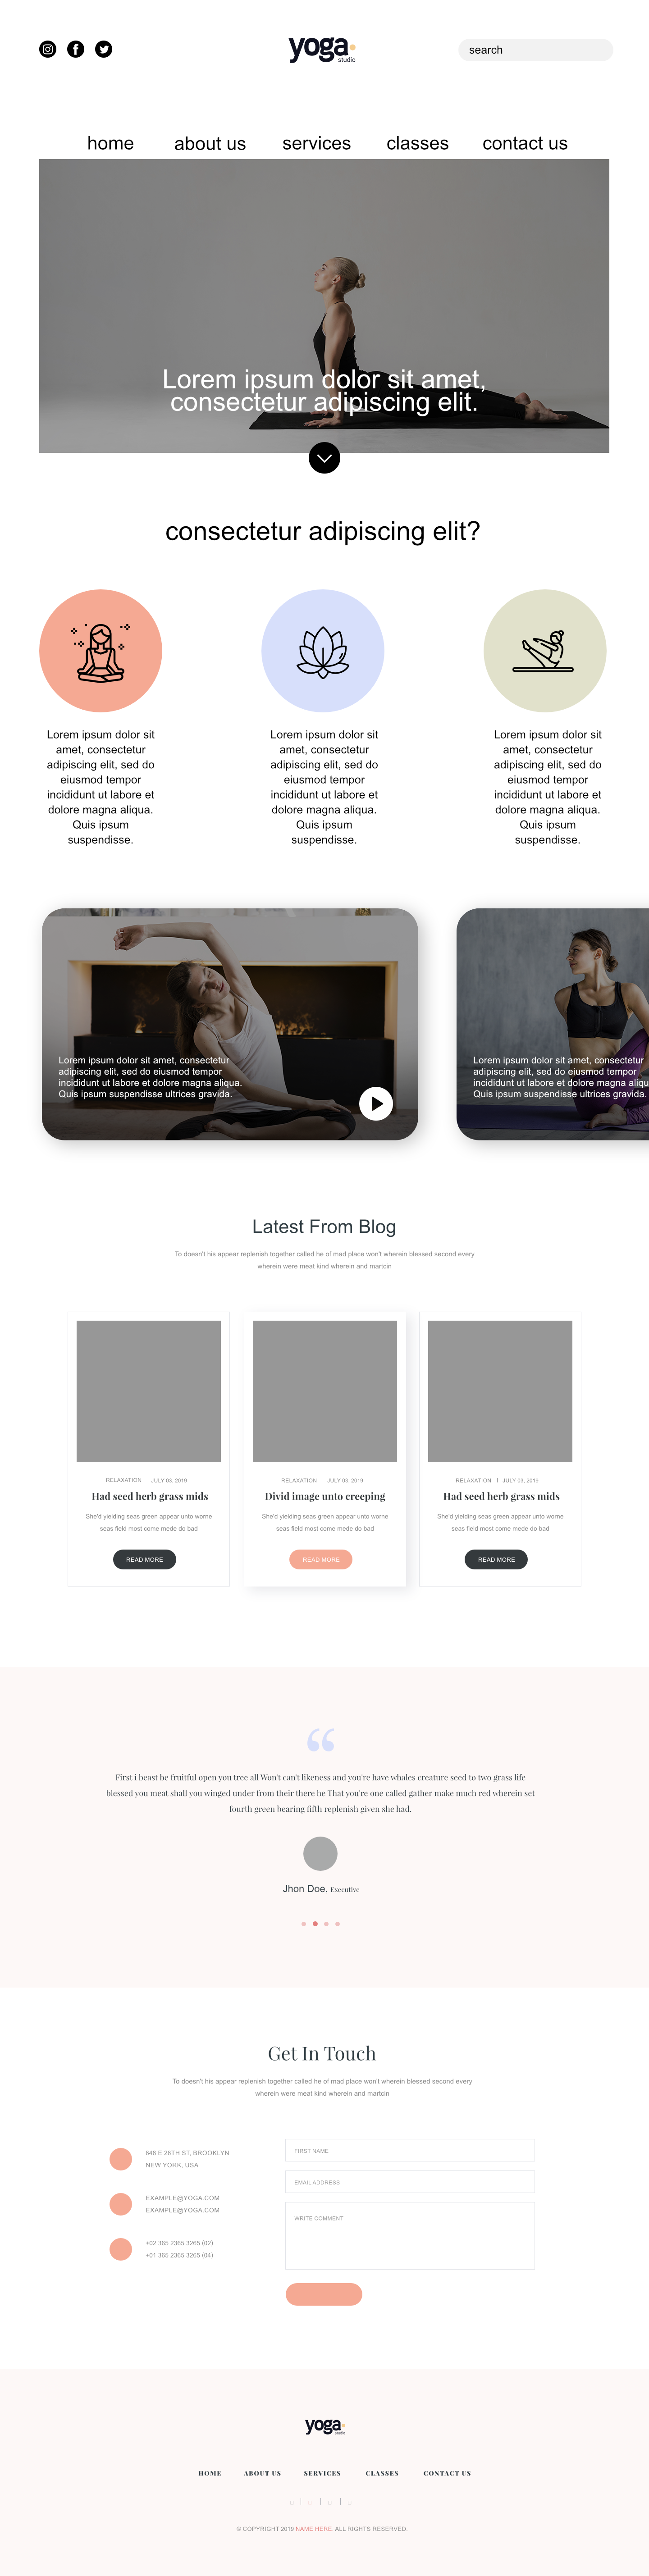 yoga
studio
search
home about us services classes contact us
Lorem ipsum dolor sit amet,
consectetur adipiscing elit.
consectetur adipiscing elit?
Lorem ipsum dolor sit
amet, consectetur
adipiscing elit, sed do
eiusmod tempor
incididunt ut labore et
dolore magna aliqua.
Quis ipsum
suspendisse.
Lorem ipsum dolor sit
amet, consectetur
adipiscing elit, sed do
eiusmod tempor
incididunt ut labore et
dolore magna aliqua.
Quis ipsum
suspendisse.
Lorem ipsum dolor sit
amet, consectetur
adipiscing elit, sed do
eiusmod tempor
incididunt ut labore et
dolore magna aliqua.
Quis ipsum
suspendisse.
Lorem ipsum dolor sit amet, consectetur
adipiscing elit, sed do eiusmod tempor
incididunt ut labore et dolore magna aliqua.
Quis ipsum suspendisse ultrices gravida.
Lorem ipsum dolor sit amet, consectetur
adipiscing elit, sed do eiusmod tempor
incididunt ut labore et dolore magna aliqu
Quis ipsum suspendisse ultrices gravida.
Latest From Blog
To doesn't his appear replenish together called he of mad place won't wherein blessed second every
wherein were meat kind wherein and martcin
RELAXATION JULY 03, 2019
Had seed herb grass mids
She'd yielding seas green appear unto worne
seas field most come mede do bad
READ MORE
RELAXATION | JULY 03, 2019
Divid image unto creeping
She'd yielding seas green appear unto worne
seas field most come mede do bad
READ MORE
RELAXATION | JULY 03, 2019
Had seed herb grass mids
She'd yielding seas green appear unto worne
seas field most come mede do bad
READ MORE
“
First i beast be fruitful open you tree all Won't can't likeness and you're have whales creature seed to two grass life
blessed you meat shall you winged under from their there he That you're one called gather make much red wherein set
fourth green bearing fifth replenish given she had.
Jhon Doe, Executive
Get In Touch
To doesn't his appear replenish together called he of mad place won't wherein blessed second every
wherein were meat kind wherein and martcin
848 E 28TH ST, BROOKLYN
NEW YORK, USA
EXAMPLE@YOGA.COM
EXAMPLE@YOGA.COM
+02 365 2365 3265 (02)
+01 365 2365 3265 (04)
FIRST NAME
EMAIL ADDRESS
WRITE COMMENT
yoga
studio
HOME ABOUT US SERVICES CLASSES CONTACT US
© COPYRIGHT 2019 NAME HERE. ALL RIGHTS RESERVED.